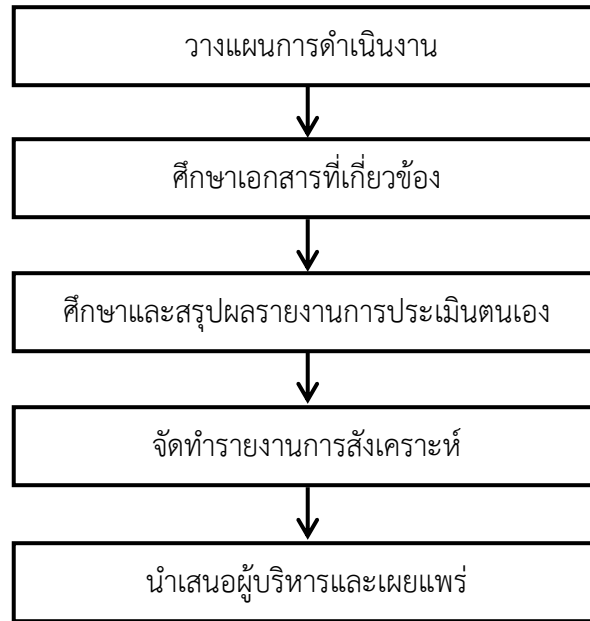 วางแผนการดำเนินงาน
ศึกษาเอกสารที่เกี่ยวข้อง
ศึกษาและสรุปผลรายงานการประเมินตนเอง
จัดทำรายงานการสังเคราะห์
นำเสนอผู้บริหารและเผยแพร่